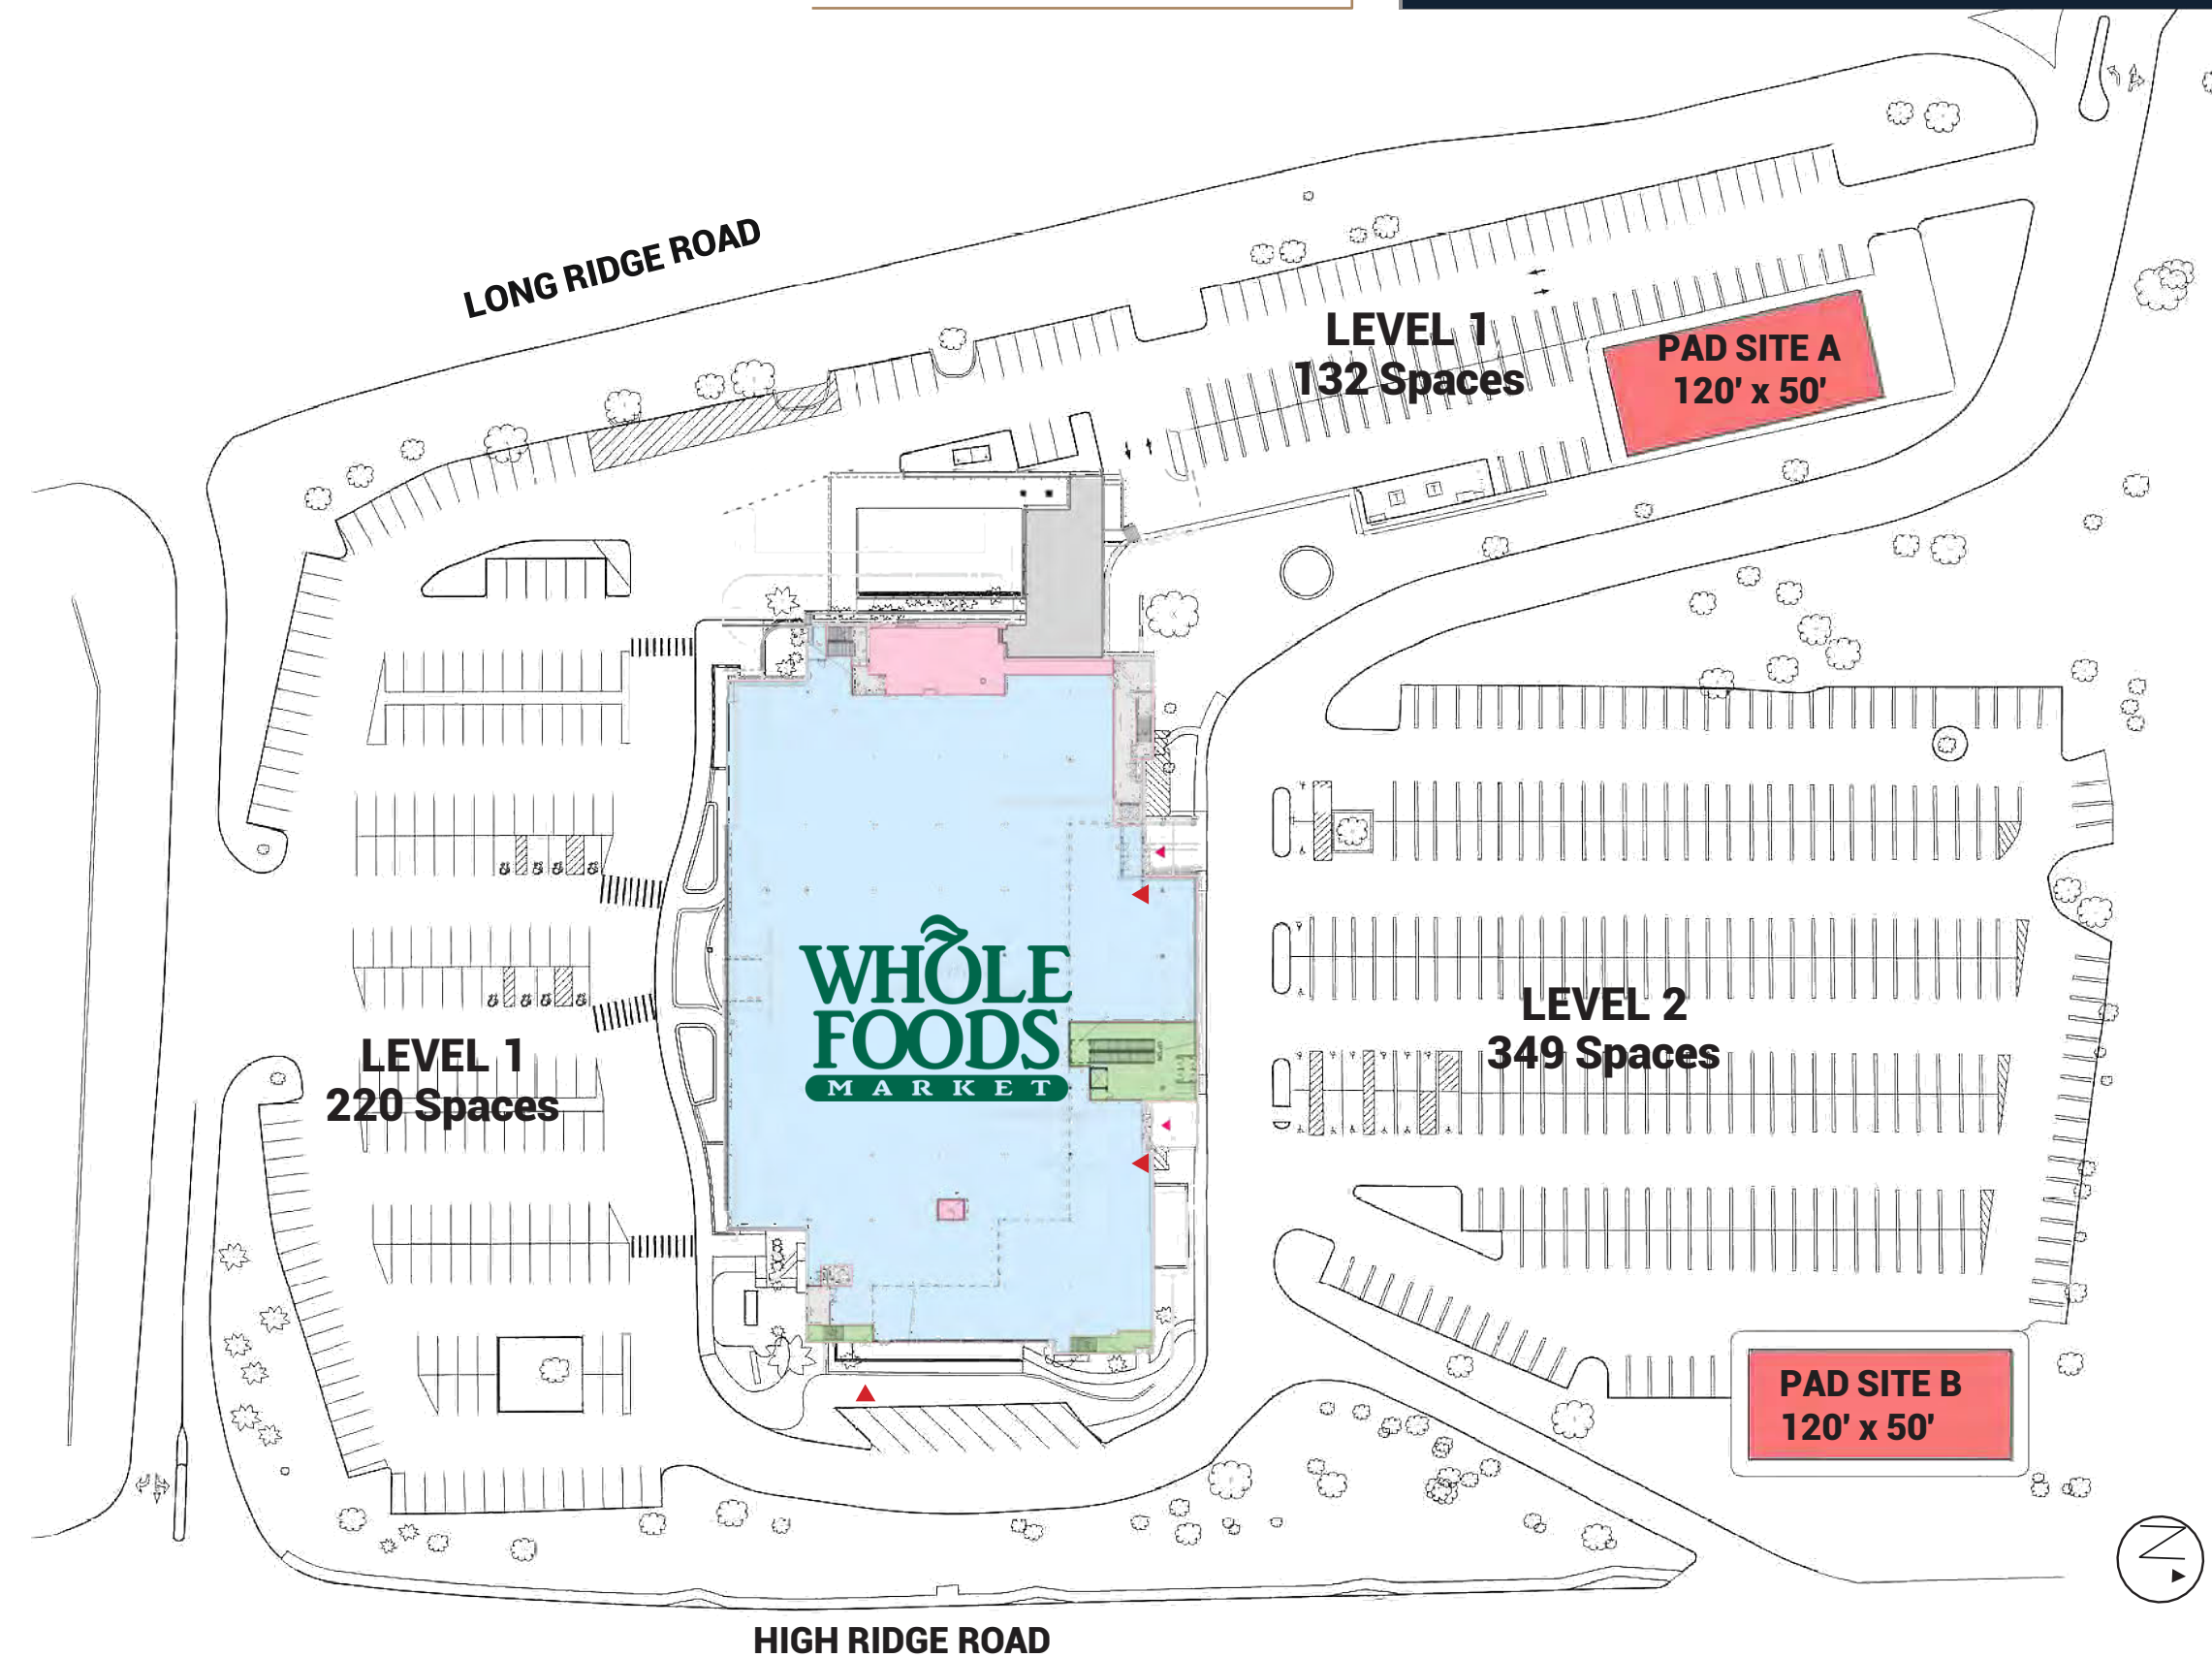 LONG RIDGE ROAD
LEVEL 1
132 Spaces
PAD SITE A
120' x 50'
T
T
WHOLE
FOODS
MARKET
LEVEL 1
220 Spaces
LEVEL 2
349 Spaces
PAD SITE B
120' x 50'
N
HIGH RIDGE ROAD